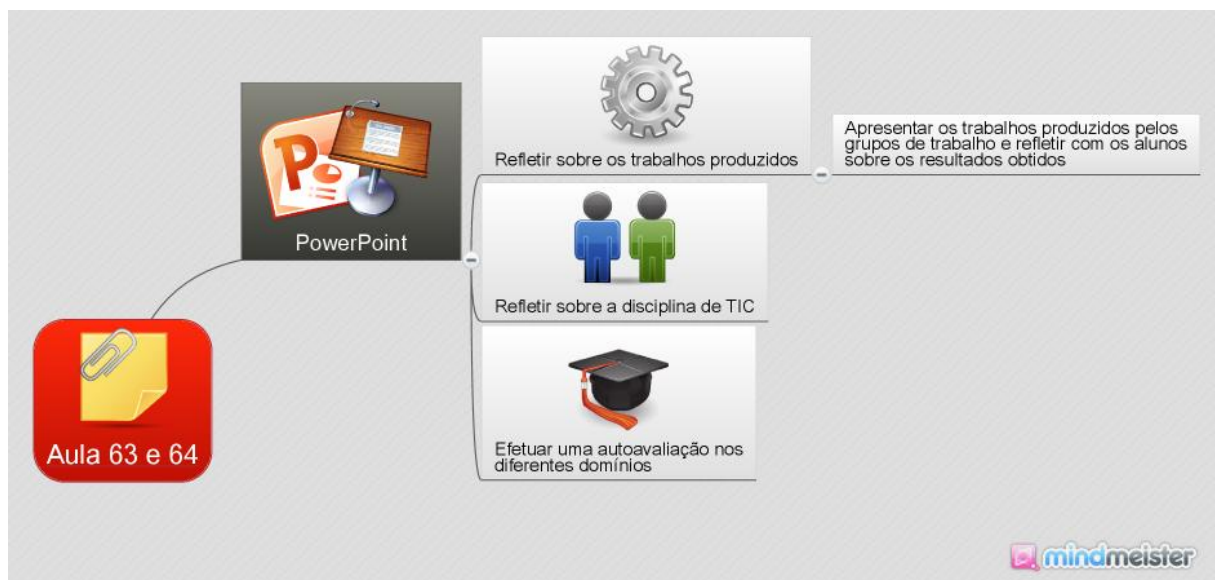 Refletir sobre os trabalhos produzidos
Apresentar os trabalhos produzidos pelos
grupos de trabalho e refletir com os alunos
sobre os resultados obtidos
P
PowerPoint
Refletir sobre a disciplina de TIC
Efetuar uma autoavaliação nos
diferentes domínios
Aula 63 e 64
mindmeister